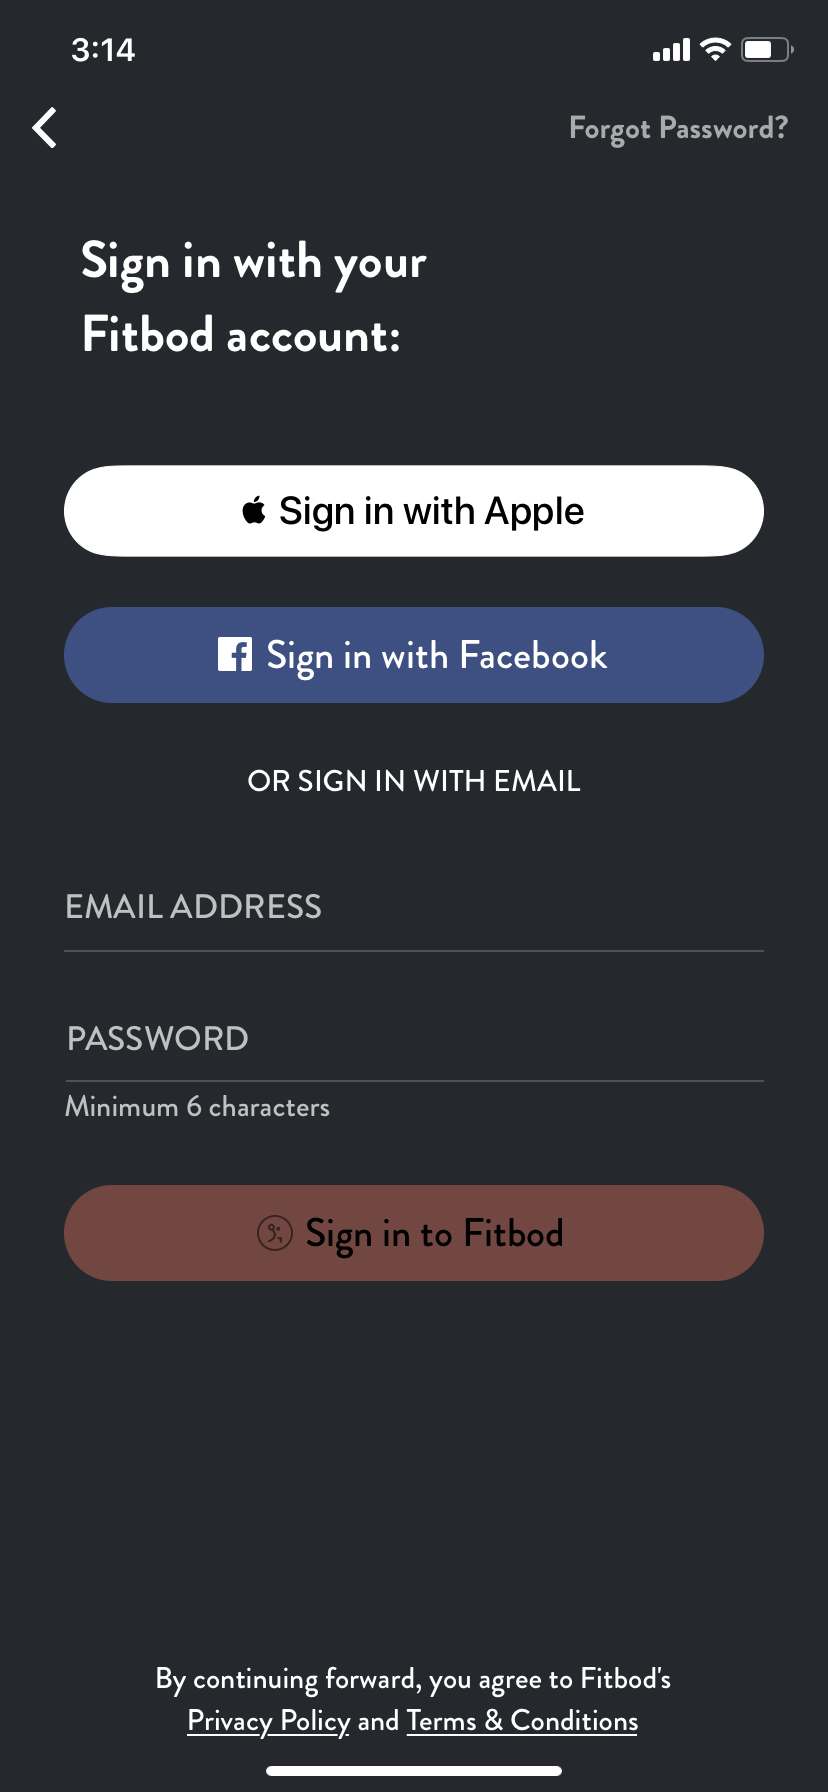 3:14
Forgot Password?
Sign in with your
Fitbod account:
Sign in with Apple
Sign in with Facebook
OR SIGN IN WITH EMAIL
EMAIL ADDRESS
PASSWORD
Minimum 6 characters
Sign in to Fitbod
By continuing forward, you agree to Fitbod's
Privacy Policy and Terms & Conditions